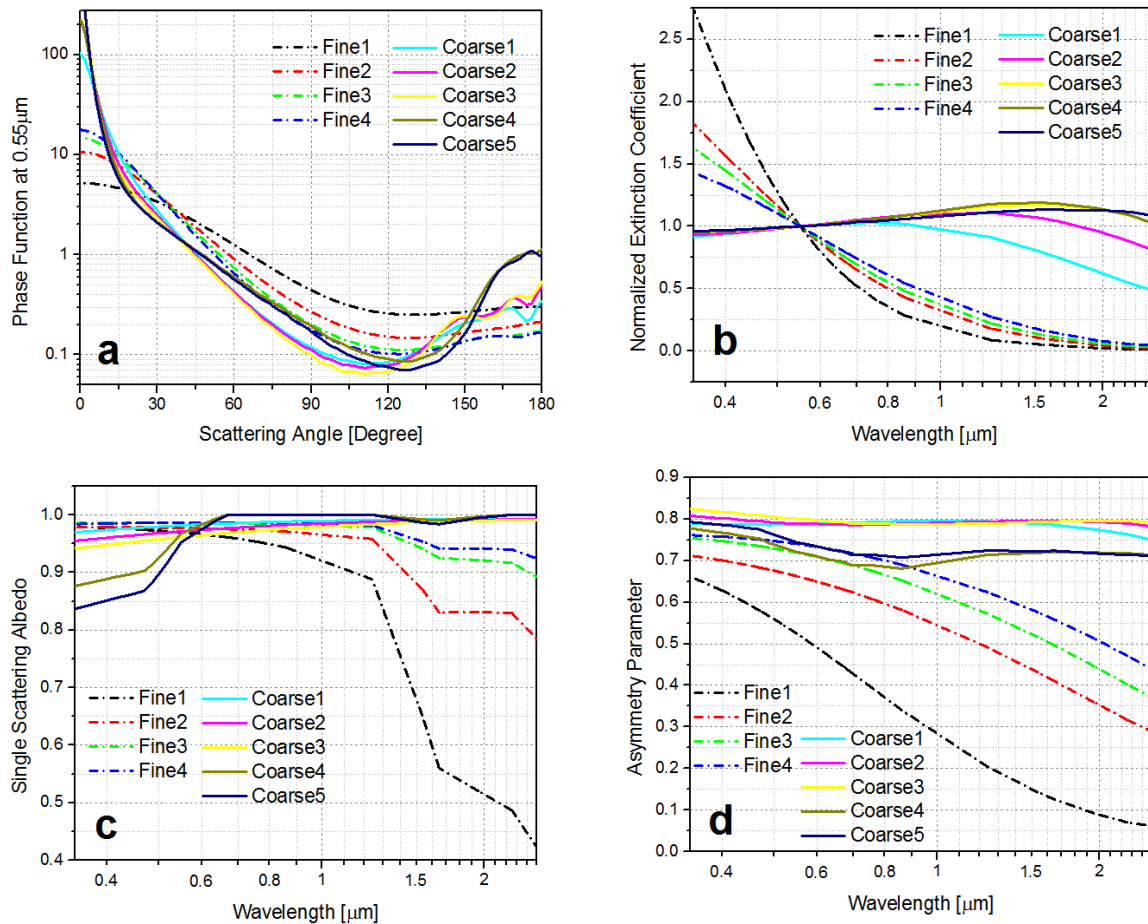 100
10
1
0.1
Phase Function at 0.55µm
Fine1
Fine2
Fine3
Fine4
Coarse1
Coarse2
Coarse3
Coarse4
Coarse5
a
0 30 60 90 120 150 180
Scattering Angle [Degree]
2.5
2.0
1.5
1.0
0.5
0.0
Normalized Extinction Coefficient
Fine1
Fine2
Fine3
Fine4
Coarse1
Coarse2
Coarse3
Coarse4
Coarse5
b
0.4 0.6 0.8 1 2
Wavelength [µm]
1.0
0.9
0.8
0.7
0.6
0.5
0.4
Single Scattering Albedo
Fine1
Fine2
Fine3
Fine4
Coarse1
Coarse2
Coarse3
Coarse4
Coarse5
c
0.4 0.6 0.8 1 2
Wavelength [µm]
0.9
0.8
0.7
0.6
0.5
0.4
0.3
0.2
0.1
0.0
Asymmetry Parameter
Fine1
Fine2
Fine3
Fine4
Coarse1
Coarse2
Coarse3
Coarse4
Coarse5
d
0.4 0.6 0.8 1 2
Wavelength [µm]